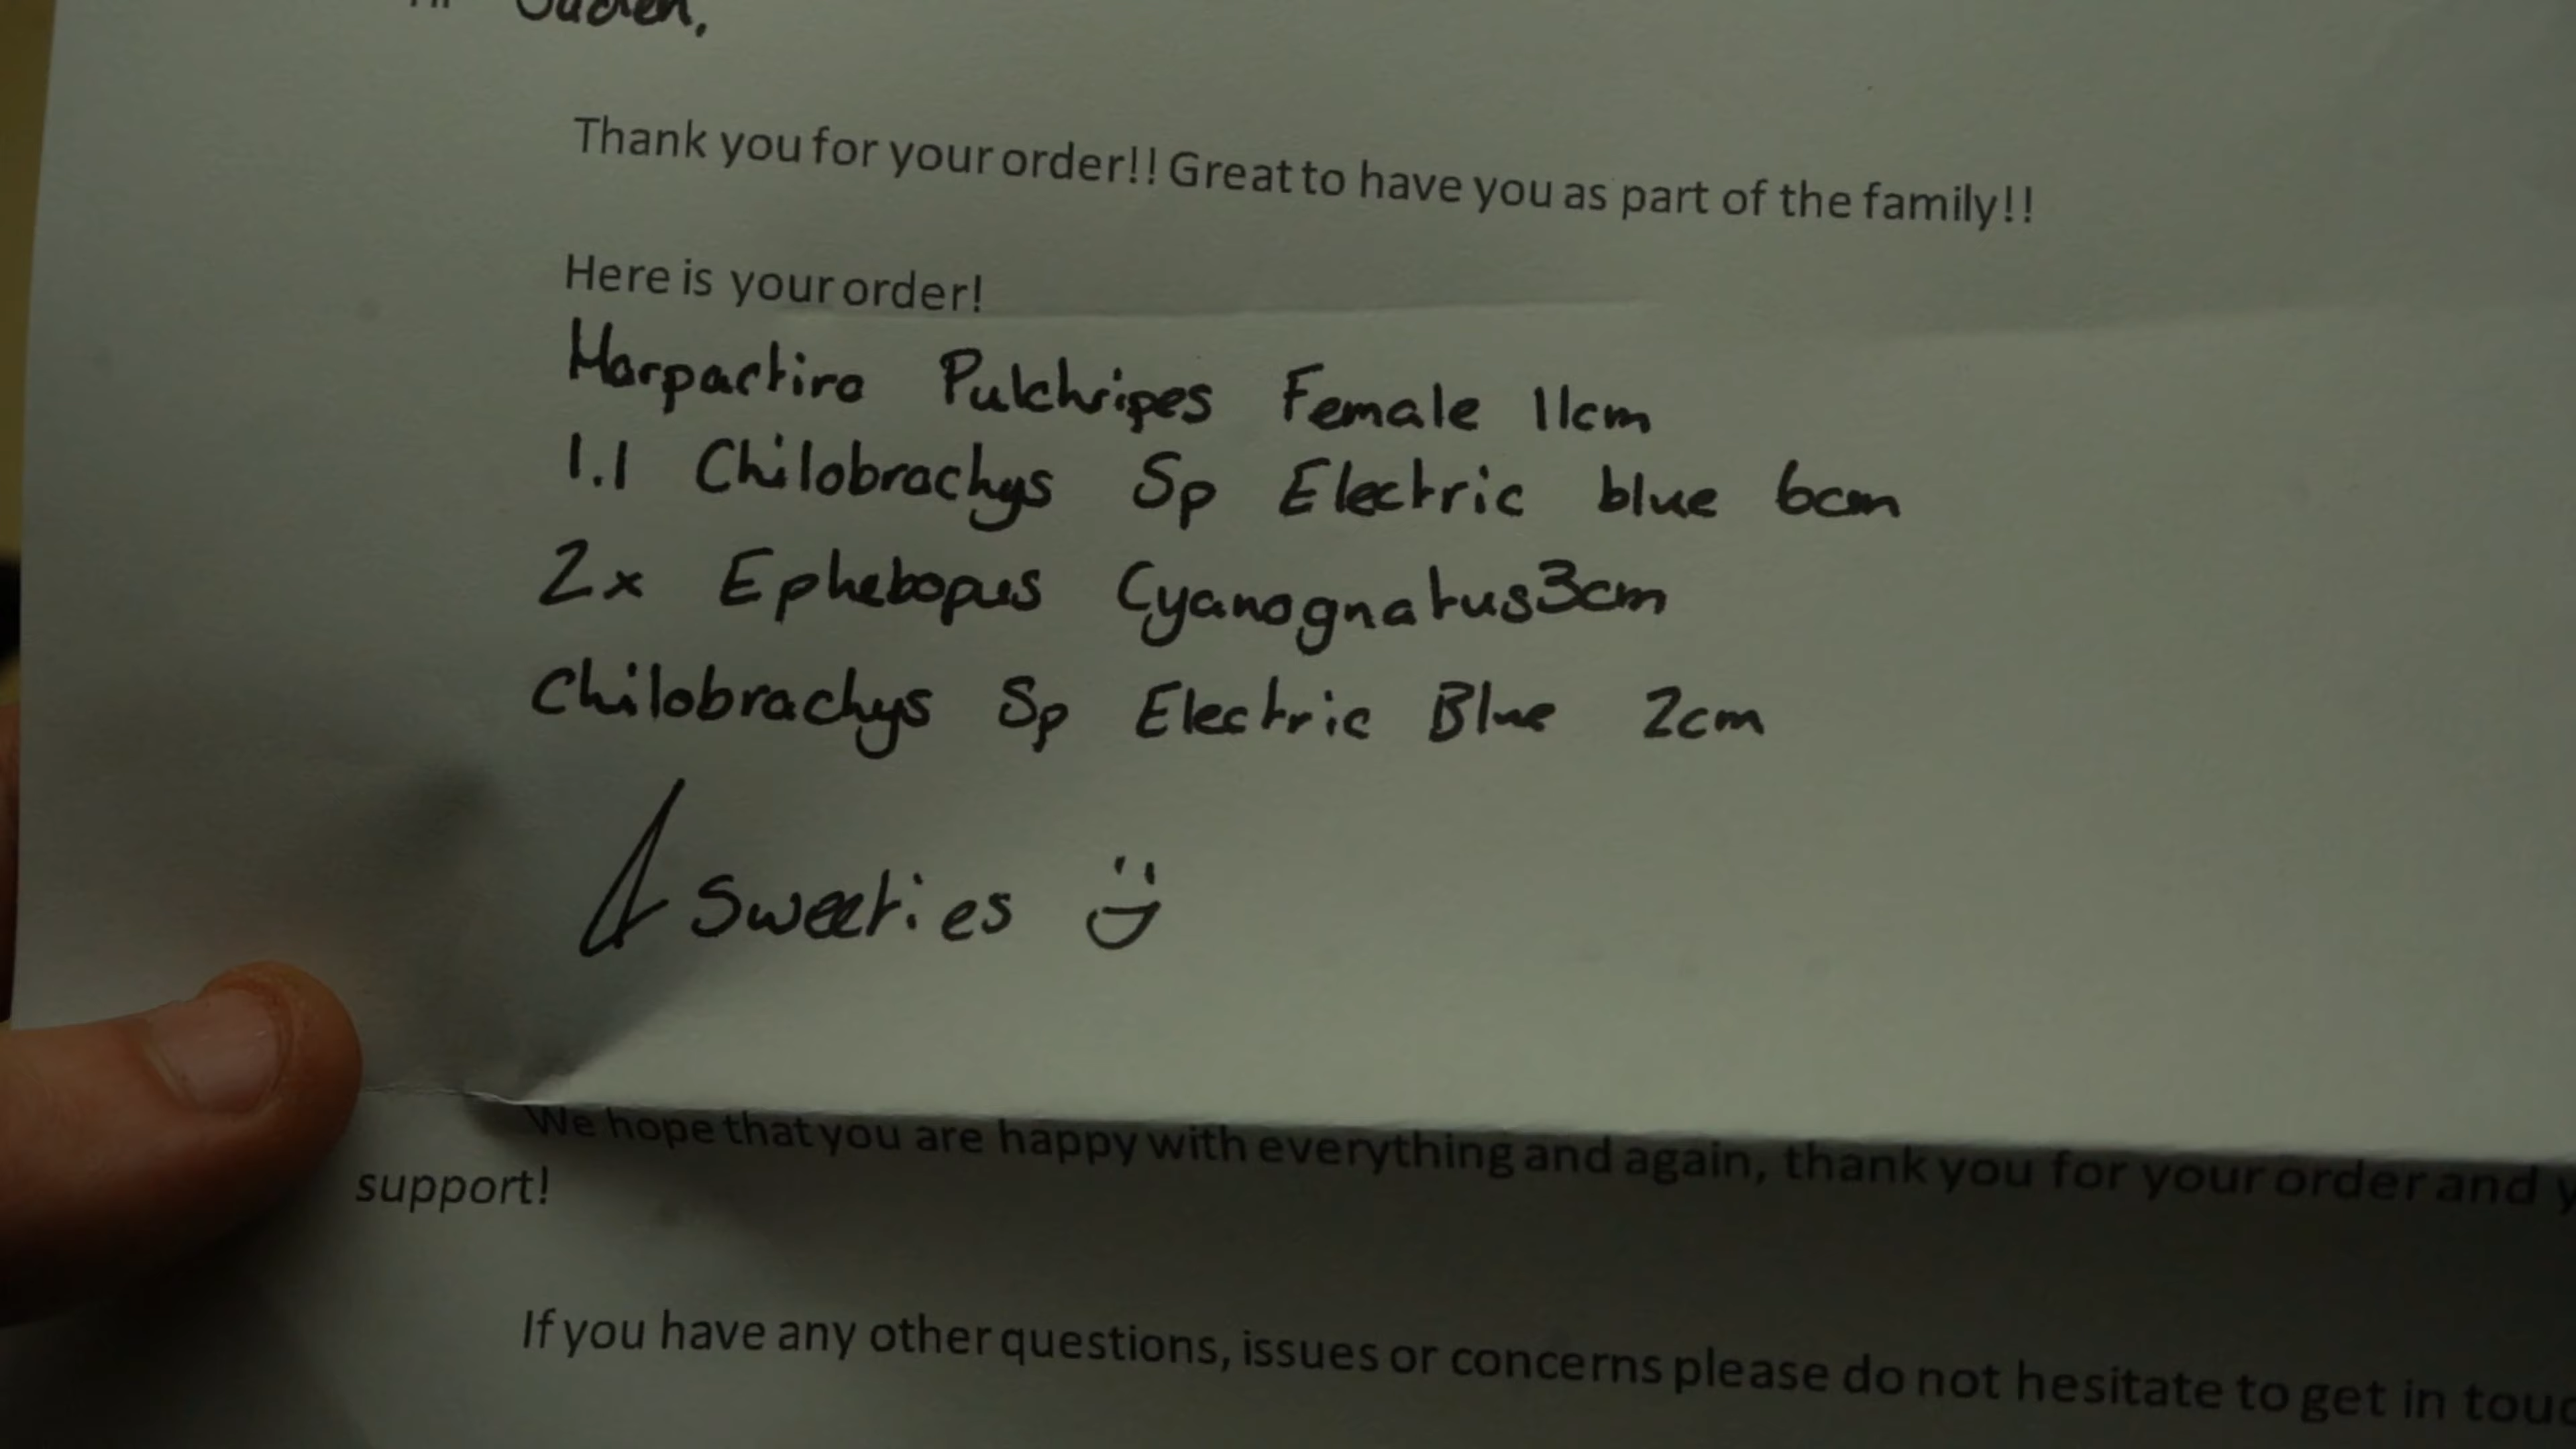 Thank you for your order!! Great to have you as part of the family!!
Here is your order!
Harpactira Pulchripes Female 11cm
1.1 Chilobrachys Sp Electric blue 6cm
2x Ephebopus Cyanognatus 3cm
Chilobrachys Sp Electric Blue 2cm
& Sweeties
We hope that you are happy with everything and again, thank you for your order and
support!
If you have any other questions, issues or concerns please do not hesitate to get in